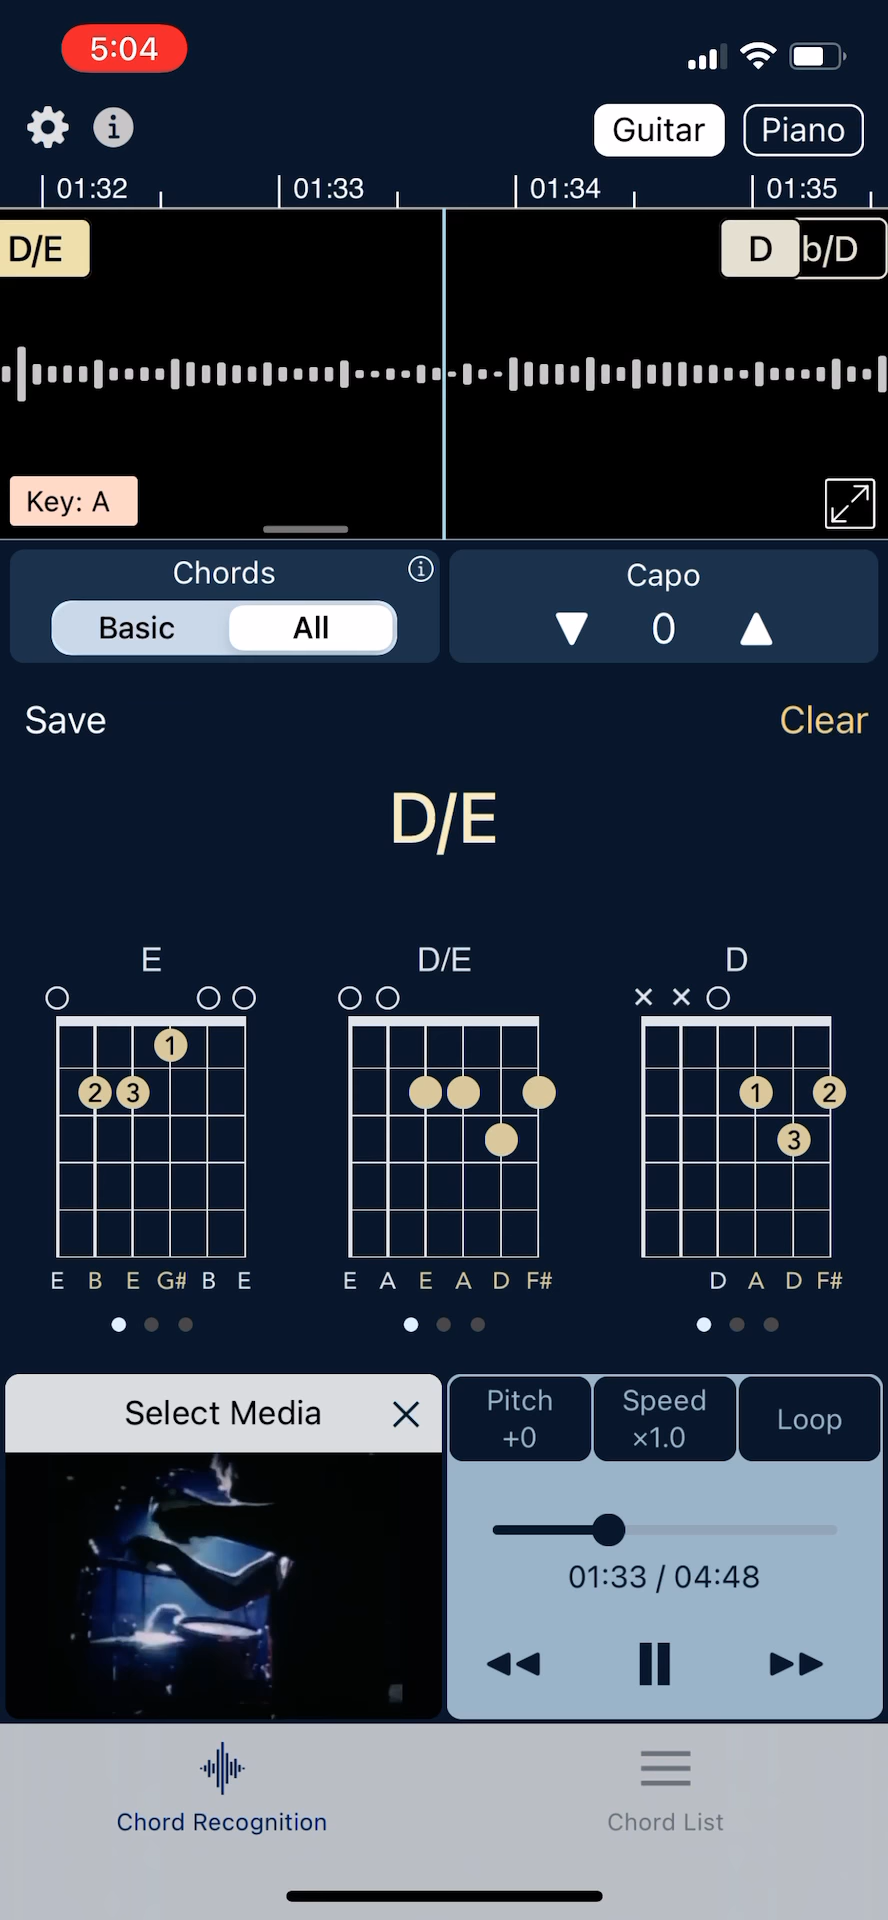 5:04
Guitar Piano
01:32 01:33 01:34 01:35
D/E D b/D
Key: A
Chords
Basic All
Capo
0
Save Clear
D/E
E D/E D
1
2 3
1 2
3
E B E G# B E
E A E A D F#
D A D F#
Select Media
Pitch
+0
Speed
×1.0
Loop
01:33 / 04:48
Chord Recognition
Chord List